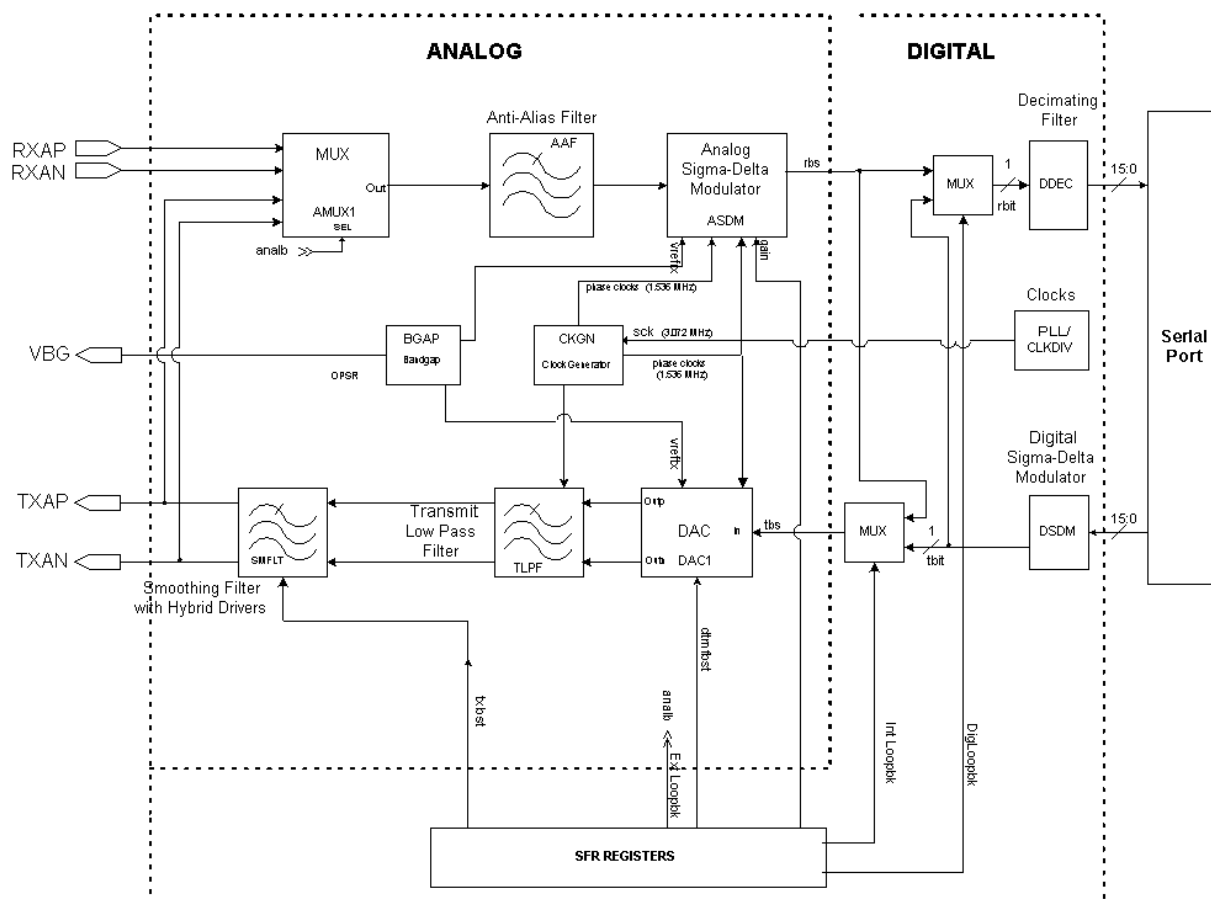 ANALOG
DIGITAL
Decimating
Filter
Anti-Alias Filter
RXAP
RXAN
MUX
Out
AMUX1
SEL
analb
AAF
Analog
Sigma-Delta
Modulator
ASDM
rbs
MUX
1
rbit
DDEC
15:0
vreftx
gain
phase clocks (1.536 MHz)
Clocks
PLL/
CLKDIV
Serial
Port
VBG
BGAP
Bandgap
OPSR
CKGN
Clock Generator
sck (3.072 MHz)
phase clocks
(1.536 MHz)
vreftx
Digital
Sigma-Delta
Modulator
TXAP
TXAN
SMFLT
Smoothing Filter
with Hybrid Drivers
Transmit
Low Pass
Filter
TLPF
Outp
Outn
DAC
In
DAC1
tbs
MUX
1
tbit
DSDM
15:0
txbst
analb
Ext Loopbk
dtmfbst
Int Loopbk
DigLoopbk
SFR REGISTERS